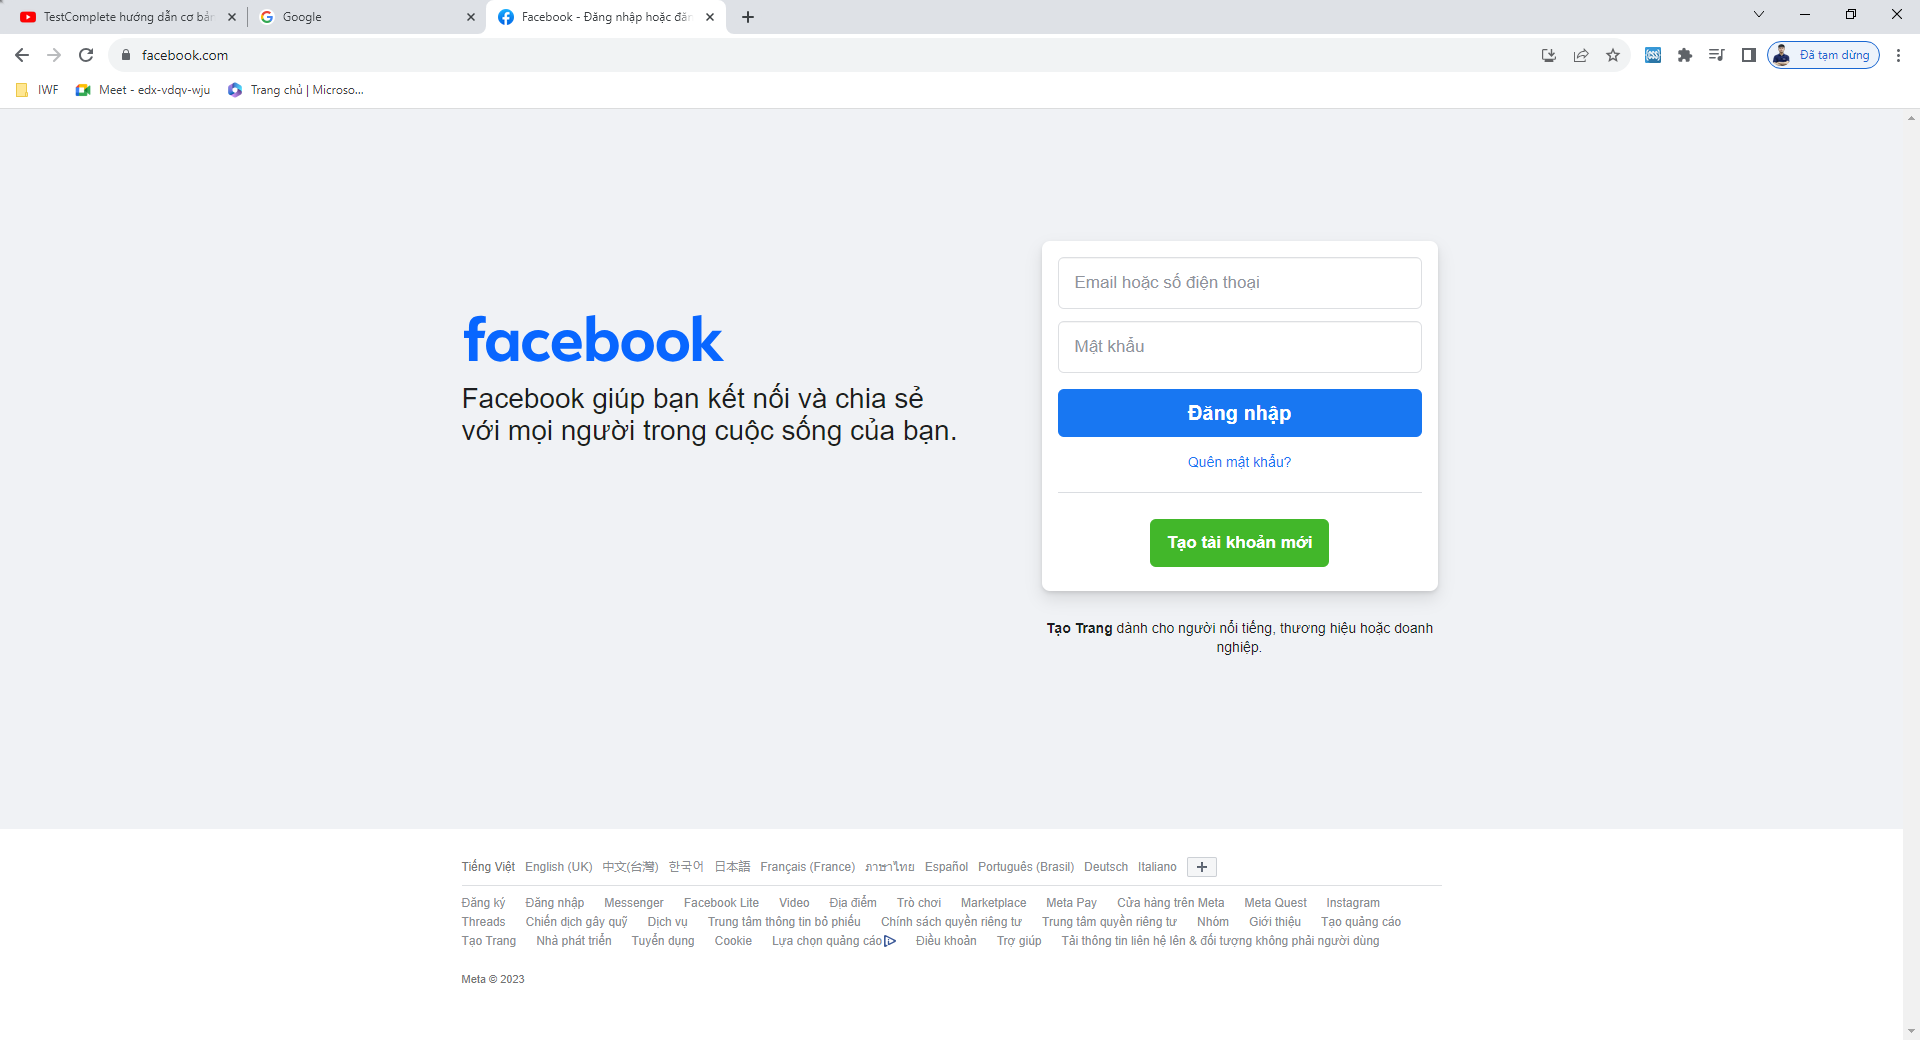 TestComplete hướng dẫn cơ bản
Google
Facebook - Đăng nhập hoặc đăn
facebook.com
Đã tạm dừng
IWF
Meet - edx-vdqv-wju
Trang chủ | Microso...
facebook
Facebook giúp bạn kết nối và chia sẻ
với mọi người trong cuộc sống của bạn.
Email hoặc số điện thoại
Mật khẩu
Đăng nhập
Quên mật khẩu?
Tạo tài khoản mới
Tạo Trang dành cho người nổi tiếng, thương hiệu hoặc doanh
nghiệp.
Tiếng Việt English (UK) 中文(台灣) 한국어 日本語 Français (France) ภาษาไทย Español Português (Brasil) Deutsch Italiano
Đăng ký Đăng nhập Messenger Facebook Lite Video Địa điểm Trò chơi Marketplace Meta Pay Cửa hàng trên Meta Meta Quest Instagram
Threads Chiến dịch gây quỹ Dịch vụ Trung tâm thông tin bỏ phiếu Chính sách quyền riêng tư Trung tâm quyền riêng tư Nhóm Giới thiệu Tạo quảng cáo
Tạo Trang Nhà phát triển Tuyển dụng Cookie Lựa chọn quảng cáo Điều khoản Trợ giúp Tải thông tin liên hệ lên & đối tượng không phải người dùng
Meta © 2023